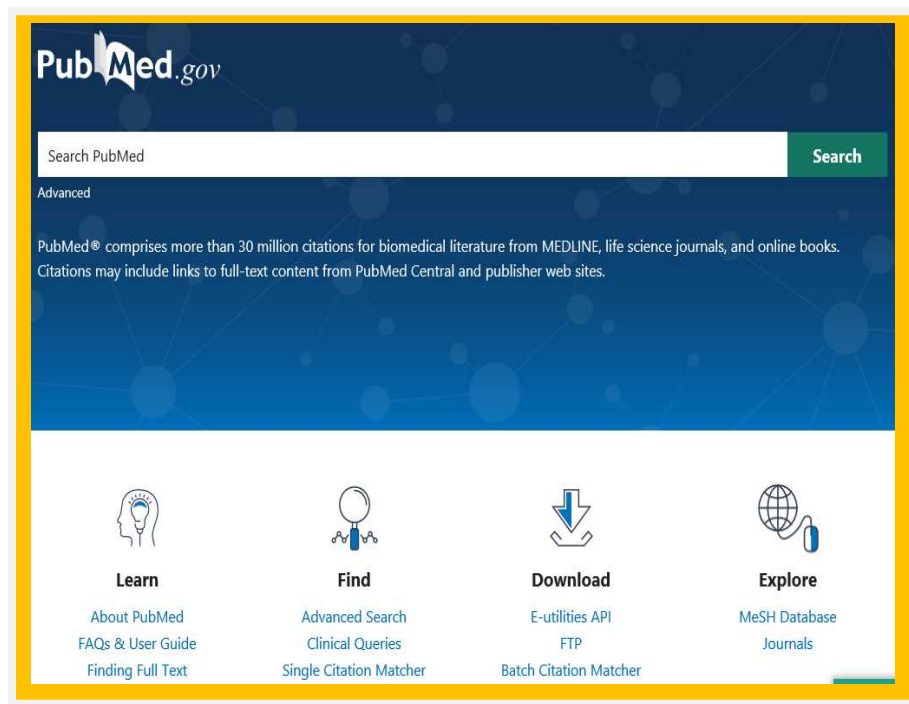 PubMed.gov
Search PubMed
Search
Advanced
PubMed® comprises more than 30 million citations for biomedical literature from MEDLINE, life science journals, and online books.
Citations may include links to full-text content from PubMed Central and publisher web sites.
Learn
About PubMed
FAQs & User Guide
Finding Full Text
Find
Advanced Search
Clinical Queries
Single Citation Matcher
Download
E-utilities API
FTP
Batch Citation Matcher
Explore
MeSH Database
Journals